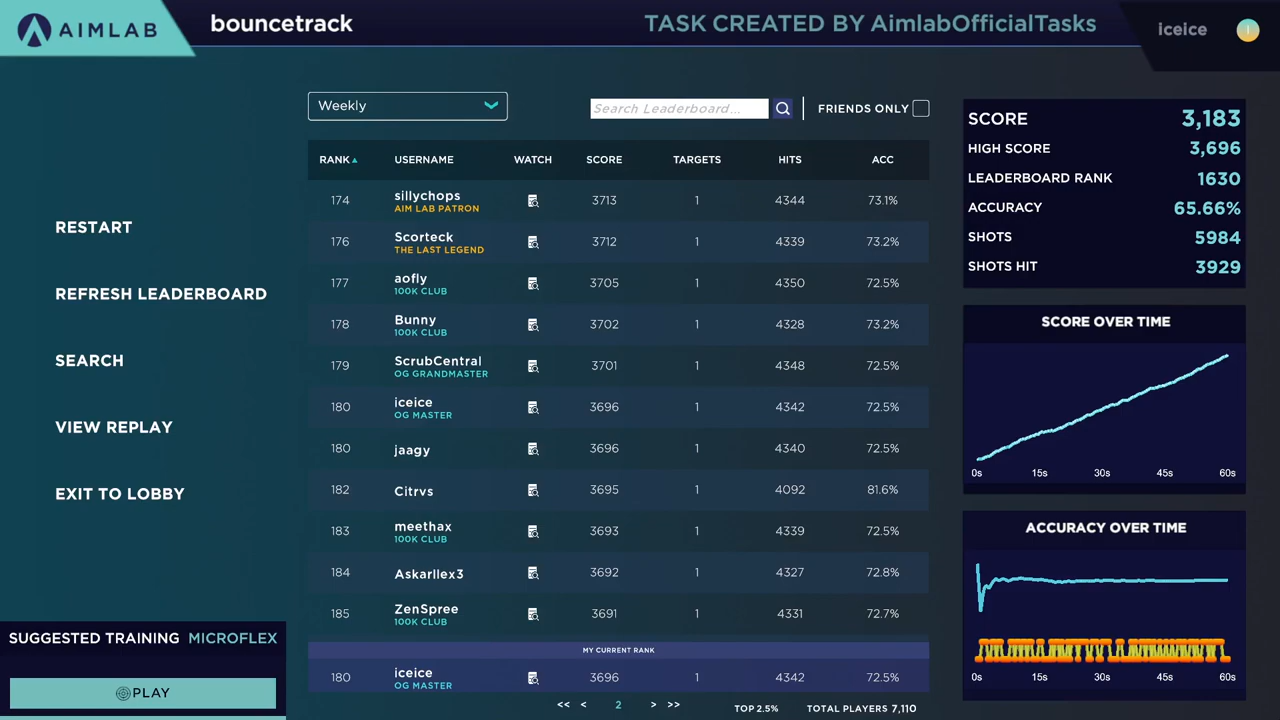 AIMLAB
bouncetrack
TASK CREATED BY AimlabOfficialTasks
iceice
Weekly
Search Leaderboard...
FRIENDS ONLY
RESTART
REFRESH LEADERBOARD
SEARCH
VIEW REPLAY
EXIT TO LOBBY
SUGGESTED TRAINING MICROFLEX
PLAY
RANK USERNAME WATCH SCORE TARGETS HITS ACC
174 sillychops 3713 1 4344 73.1%
AIM LAB PATRON
176 Scorteck 3712 1 4339 73.2%
THE LAST LEGEND
177 aofly 3705 1 4350 72.5%
100K CLUB
178 Bunny 3702 1 4328 73.2%
100K CLUB
179 ScrubCentral 3701 1 4348 72.5%
OG GRANDMASTER
180 iceice 3696 1 4342 72.5%
OG MASTER
180 jaagy 3696 1 4340 72.5%
182 Citrvs 3695 1 4092 81.6%
183 meethax 3693 1 4339 72.5%
100K CLUB
184 Askarllex3 3692 1 4327 72.8%
185 ZenSpree 3691 1 4331 72.7%
100K CLUB
MY CURRENT RANK
180 iceice 3696 1 4342 72.5%
OG MASTER
<< < 2 > >>
TOP 2.5%
TOTAL PLAYERS 7,110
SCORE 3,183
HIGH SCORE 3,696
LEADERBOARD RANK 1630
ACCURACY 65.66%
SHOTS 5984
SHOTS HIT 3929
SCORE OVER TIME
0s 15s 30s 45s 60s
ACCURACY OVER TIME
0s 15s 30s 45s 60s